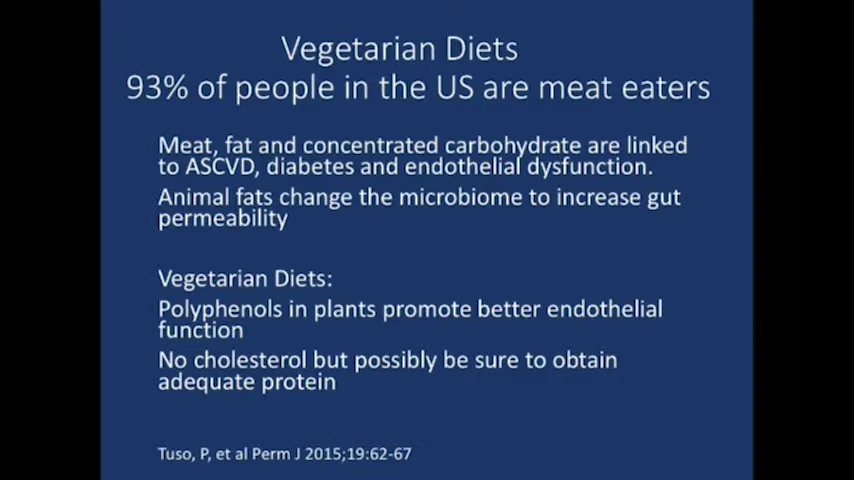 Vegetarian Diets
93% of people in the US are meat eaters
Meat, fat and concentrated carbohydrate are linked
to ASCVD, diabetes and endothelial dysfunction.
Animal fats change the microbiome to increase gut
permeability
Vegetarian Diets:
Polyphenols in plants promote better endothelial
function
No cholesterol but possibly be sure to obtain
adequate protein
Tuso, P, et al Perm J 2015;19:62-67